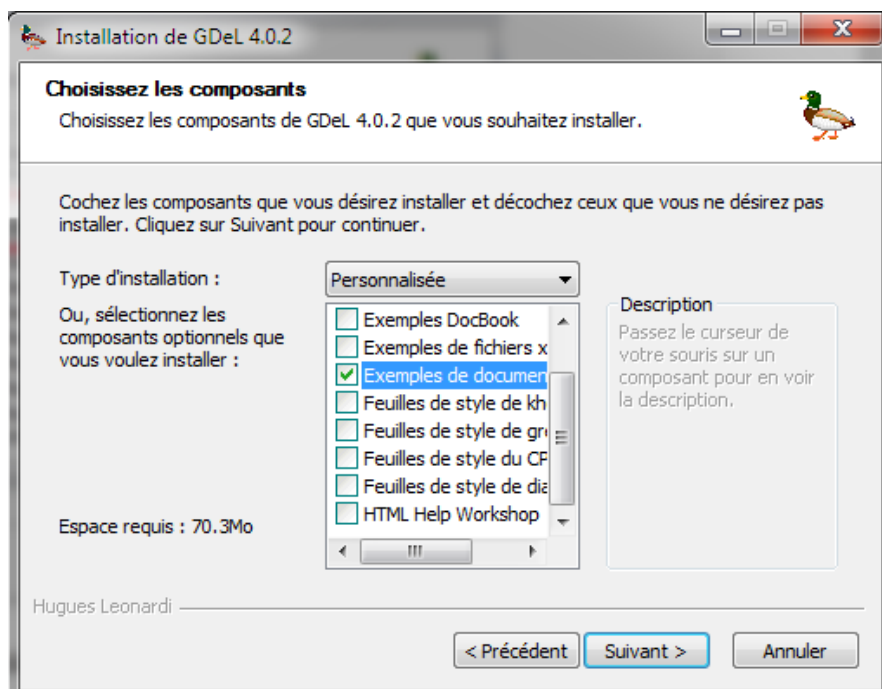 Installation de GDeL 4.0.2
Choisissez les composants
Choisissez les composants de GDeL 4.0.2 que vous souhaitez installer.
Cochez les composants que vous désirez installer et décochez ceux que vous ne désirez pas
installer. Cliquez sur Suivant pour continuer.
Type d'installation :
Personnalisée
Ou, sélectionnez les
composants optionnels que
vous voulez installer :
Exemples DocBook
Exemples de fichiers x
Exemples de documen
Feuilles de style de kh
Feuilles de style de gr
Feuilles de style du CP
Feuilles de style de dia
HTML Help Workshop
Description
Passez le curseur de
votre souris sur un
composant pour en voir
la description.
Espace requis : 70.3Mo
Hugues Leonardi
< Précédent
Suivant >
Annuler